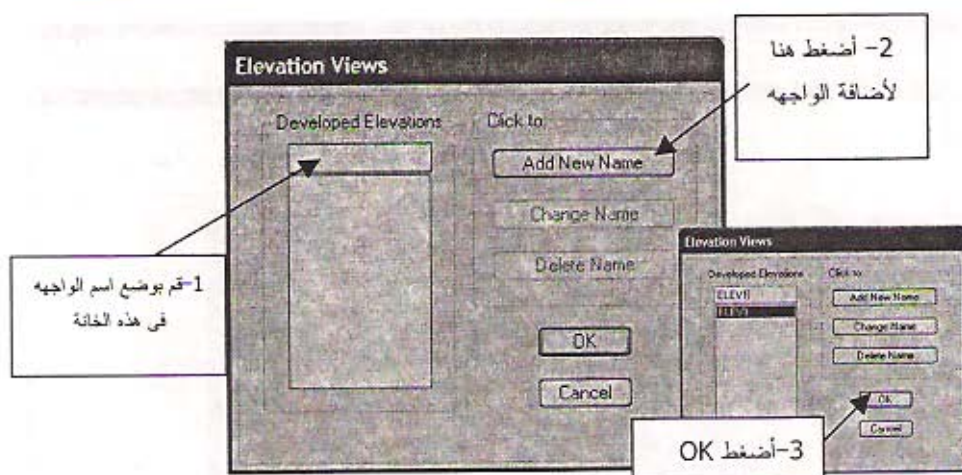 2- أضغط هنا
لأضافة الواجهه
Elevation Views
Developed Elevations
Click to
Add New Name
Change Name
Delete Name
OK
Cancel
1-قم بوضع اسم الواجهه
فى هذه الخانة
Elevation Views
Developed Elevations
Click to
ELEV1
Add New Name
Change Name
Delete Name
OK
Cancel
3-أضغط OK